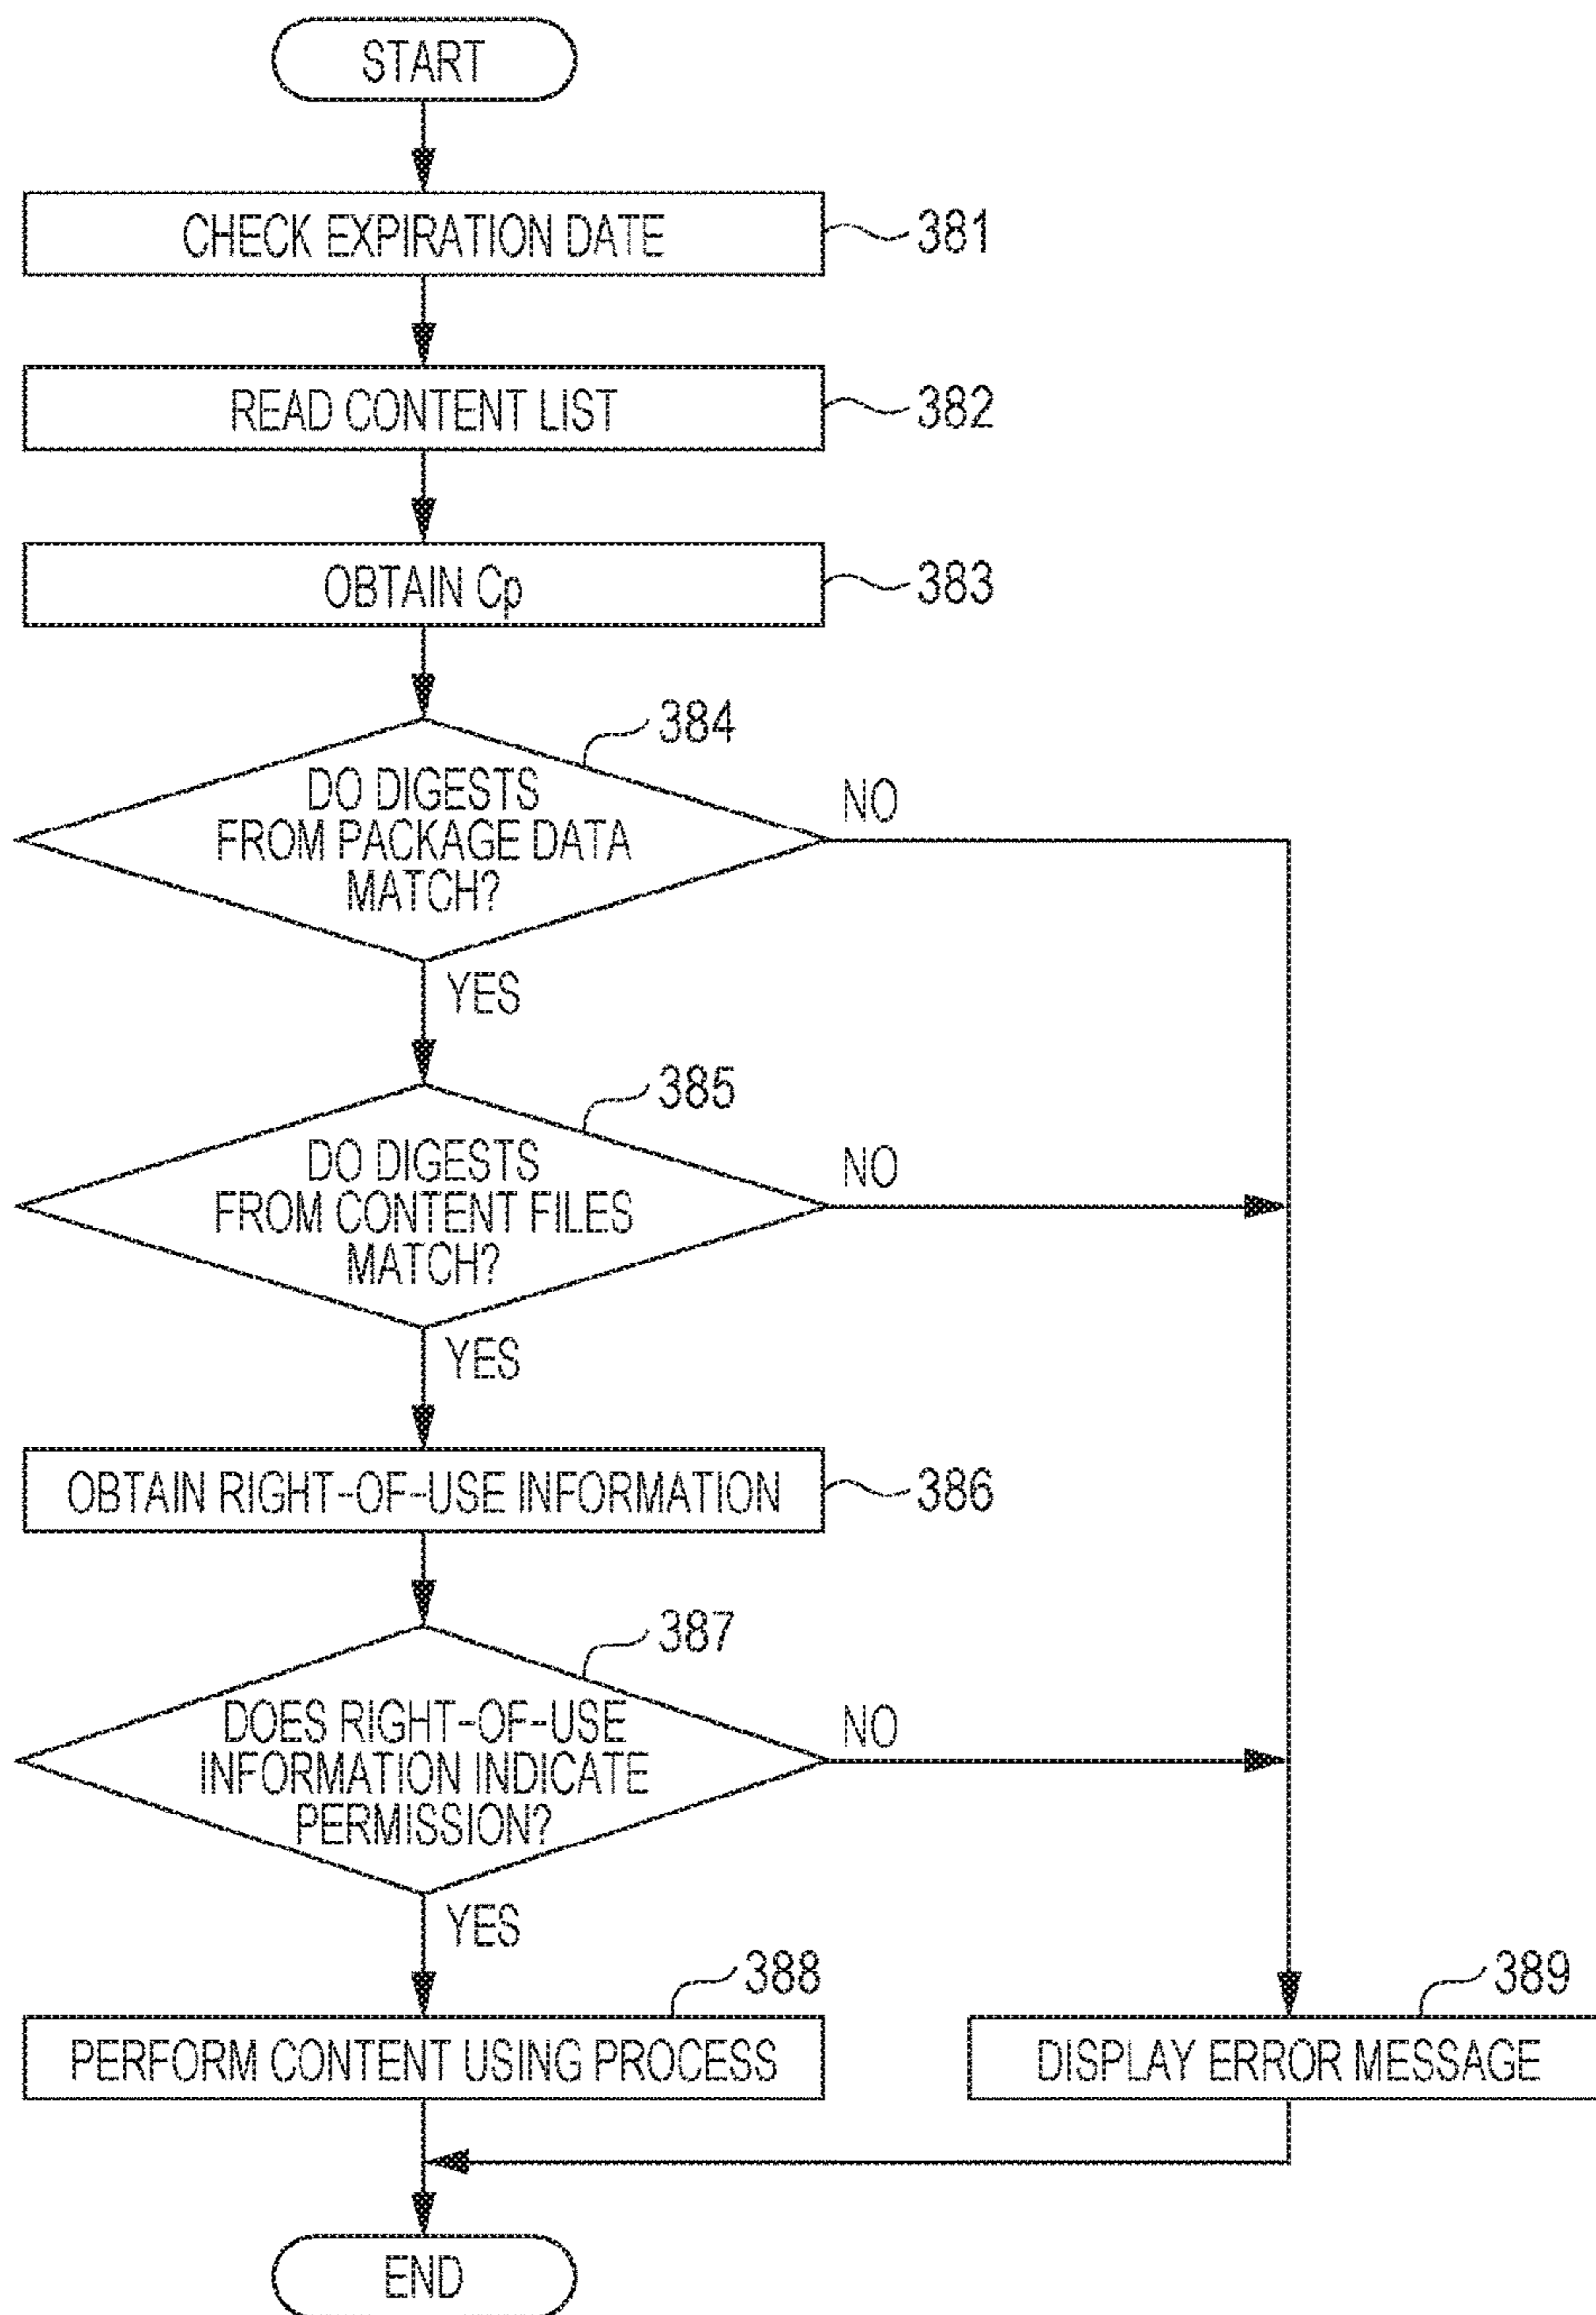 START
CHECK EXPIRATION DATE
381
READ CONTENT LIST
382
OBTAIN Cp
383
384
DO DIGESTS
FROM PACKAGE DATA
MATCH?
NO
YES
385
DO DIGESTS
FROM CONTENT FILES
MATCH?
NO
YES
OBTAIN RIGHT-OF-USE INFORMATION
386
387
DOES RIGHT-OF-USE
INFORMATION INDICATE
PERMISSION?
NO
YES
388
PERFORM CONTENT USING PROCESS
389
DISPLAY ERROR MESSAGE
END